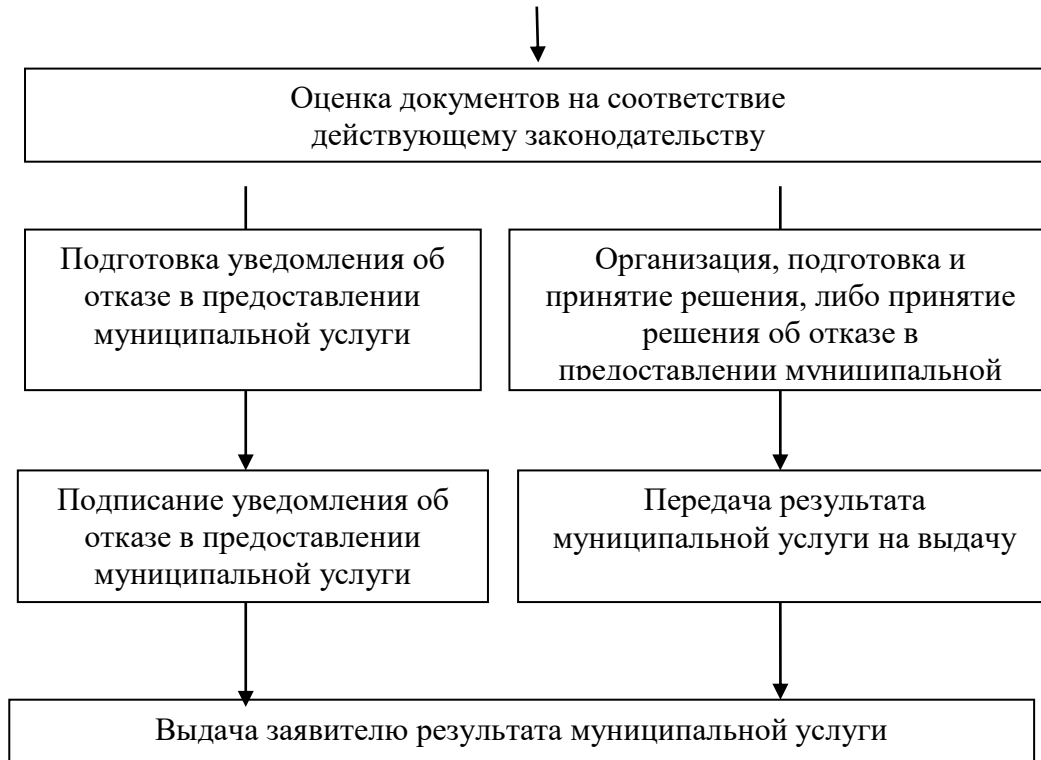 Оценка документов на соответствие
действующему законодательству
Подготовка уведомления об
отказе в предоставлении
муниципальной услуги
Организация, подготовка и
принятие решения, либо принятие
решения об отказе в
предоставлении муниципальной
Подписание уведомления об
отказе в предоставлении
муниципальной услуги
Передача результата
муниципальной услуги на выдачу
Выдача заявителю результата муниципальной услуги